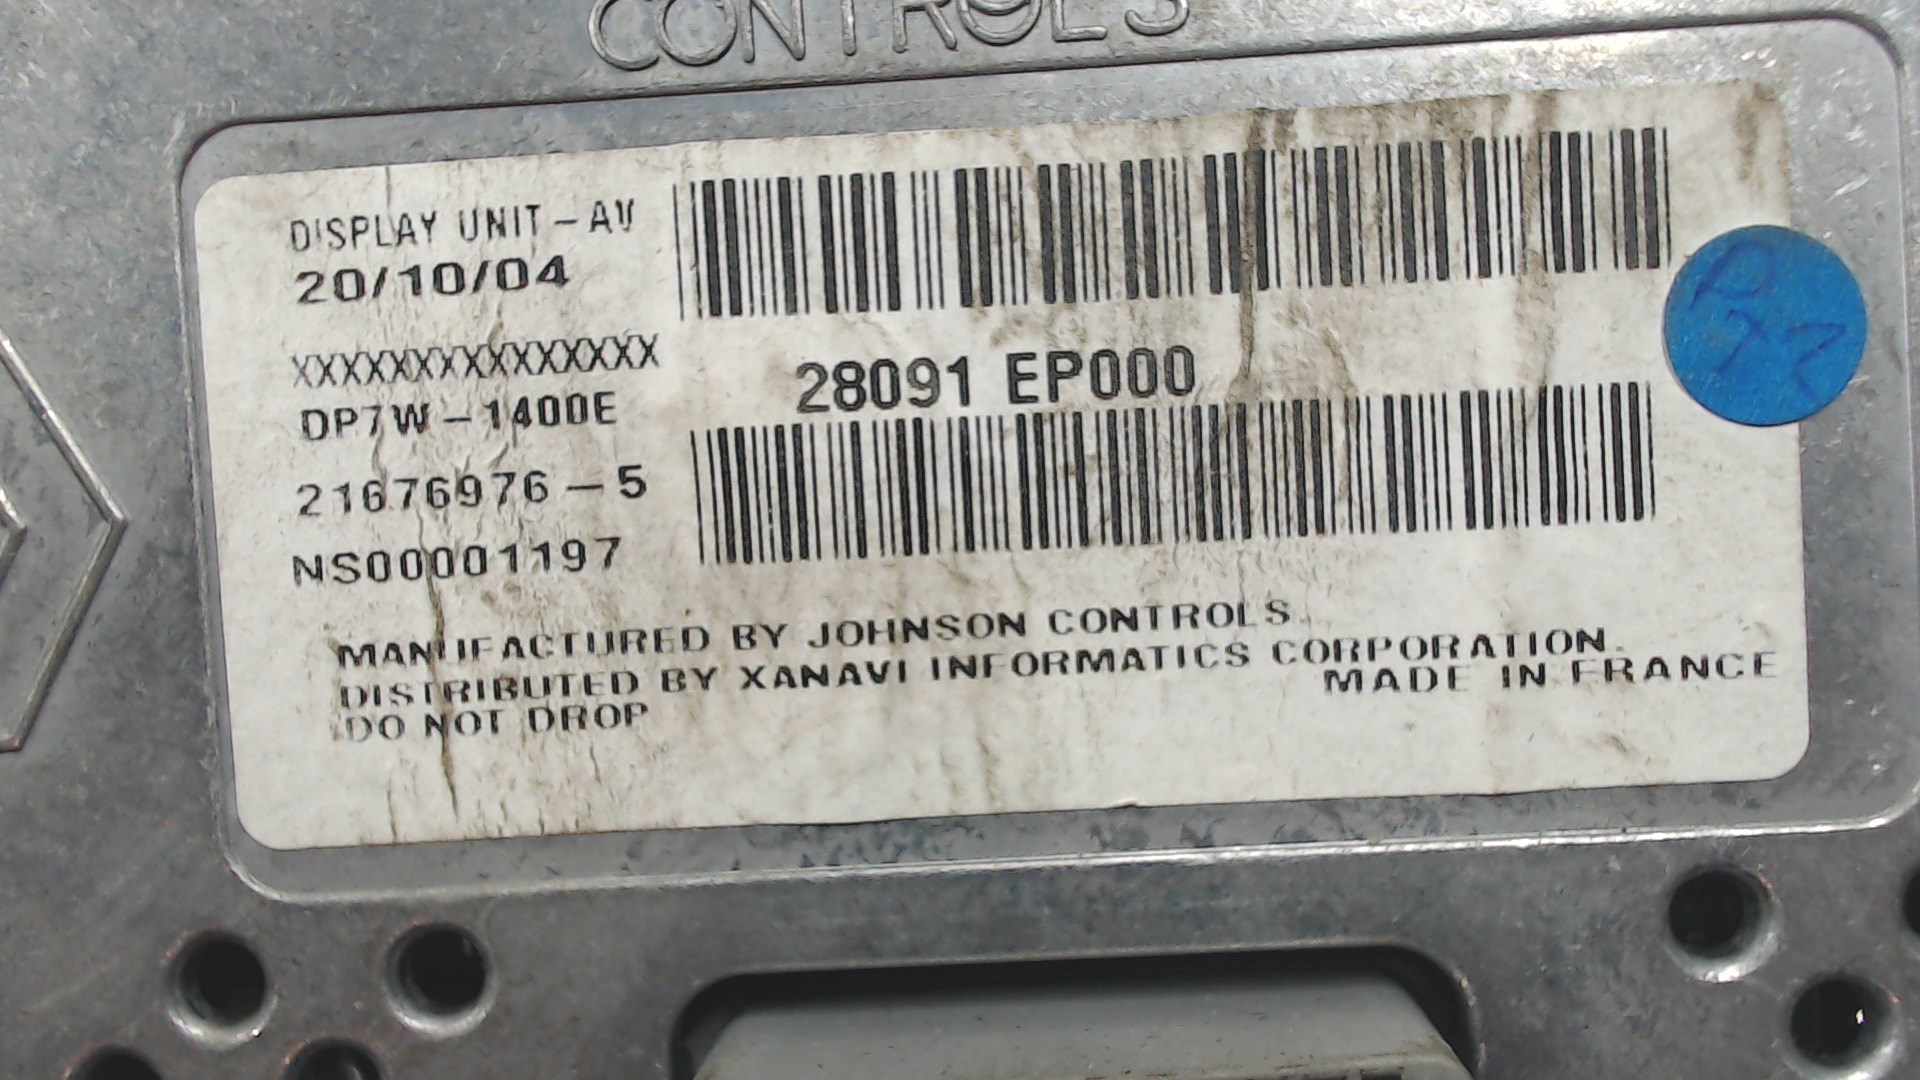 CONTROLS
DISPLAY UNIT-AV
20/10/04
XXXXXXXXXXXXXXX
DP7W-1400E
21676976-5
NS00001197
28091 EP000
MANUFACTURED BY JOHNSON CONTROLS.
DISTRIBUTED BY XANAVI INFORMATICS CORPORATION.
MADE IN FRANCE
DO NOT DROP